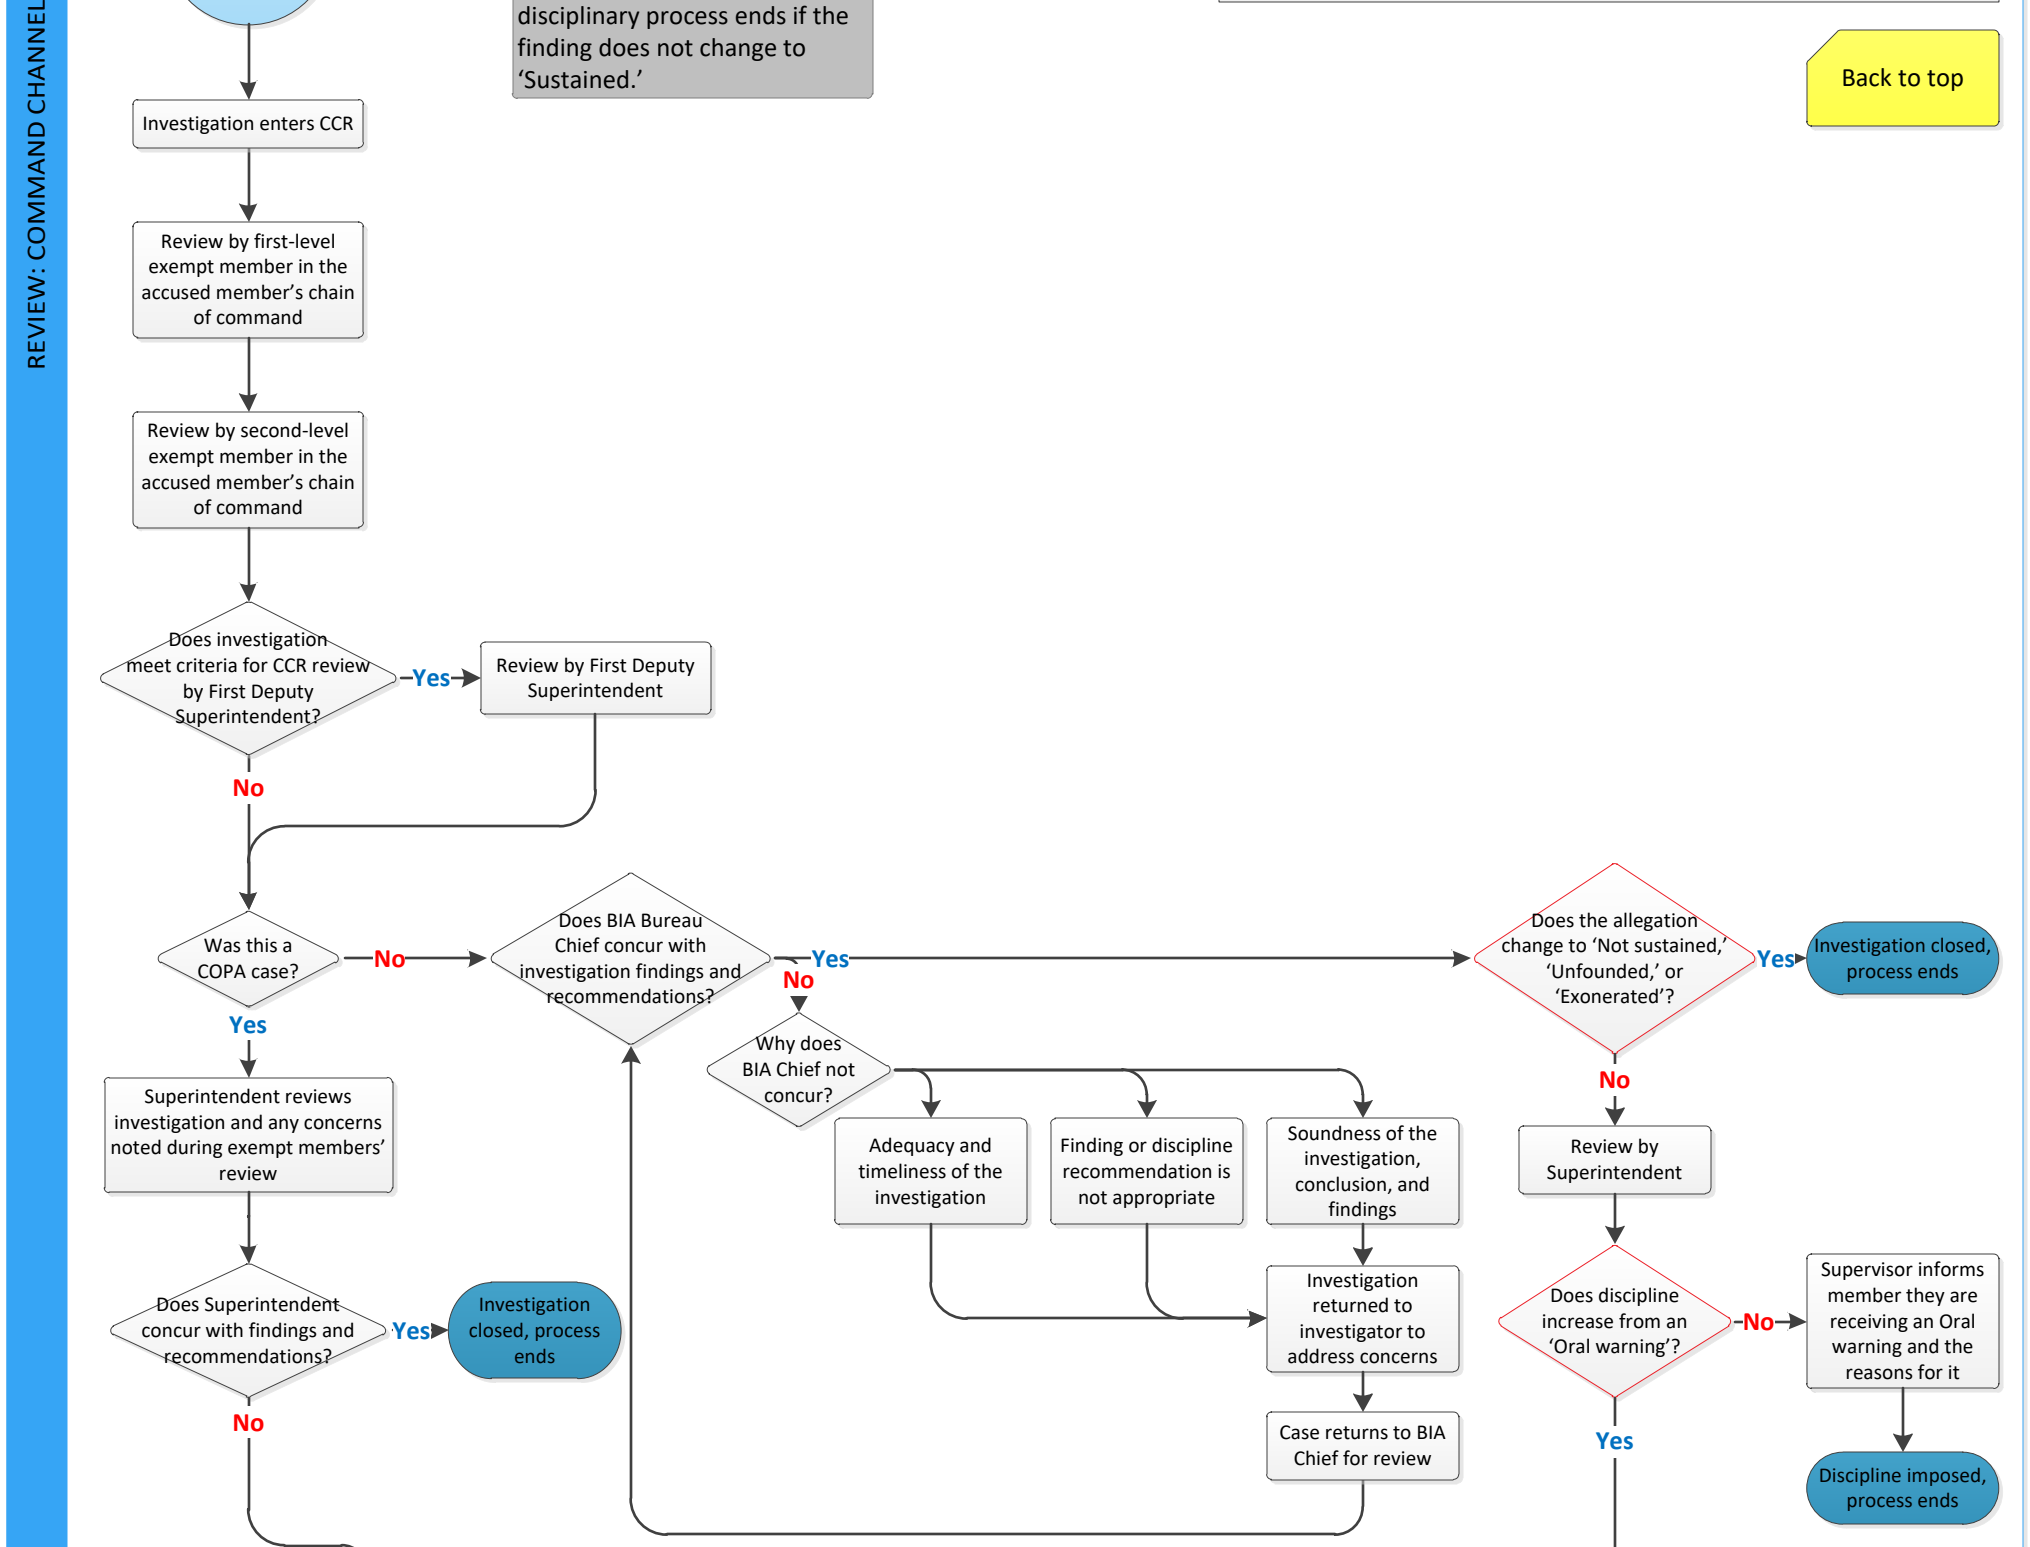 REVIEW: COMMAND CHANNEL
disciplinary process ends if the
finding does not change to
‘Sustained.’
Back to top
Investigation enters CCR
Review by first-level
exempt member in the
accused member’s chain
of command
Review by second-level
exempt member in the
accused member’s chain
of command
Does investigation
meet criteria for CCR review
by First Deputy
Superintendent?
Yes
Review by First Deputy
Superintendent
No
Was this a
COPA case?
No
Does BIA Bureau
Chief concur with
investigation findings and
recommendations?
Yes
No
Does the allegation
change to ‘Not sustained,’
‘Unfounded,’ or
‘Exonerated’?
Yes
Investigation closed,
process ends
Yes
Why does
BIA Chief not
concur?
No
Superintendent reviews
investigation and any concerns
noted during exempt members’
review
Adequacy and
timeliness of the
investigation
Finding or discipline
recommendation is
not appropriate
Soundness of the
investigation,
conclusion, and
findings
Review by
Superintendent
Does Superintendent
concur with findings and
recommendations?
Yes
Investigation
closed, process
ends
Investigation
returned to
investigator to
address concerns
Does discipline
increase from an
‘Oral warning’?
No
Supervisor informs
member they are
receiving an Oral
warning and the
reasons for it
No
Case returns to BIA
Chief for review
Yes
Discipline imposed,
process ends